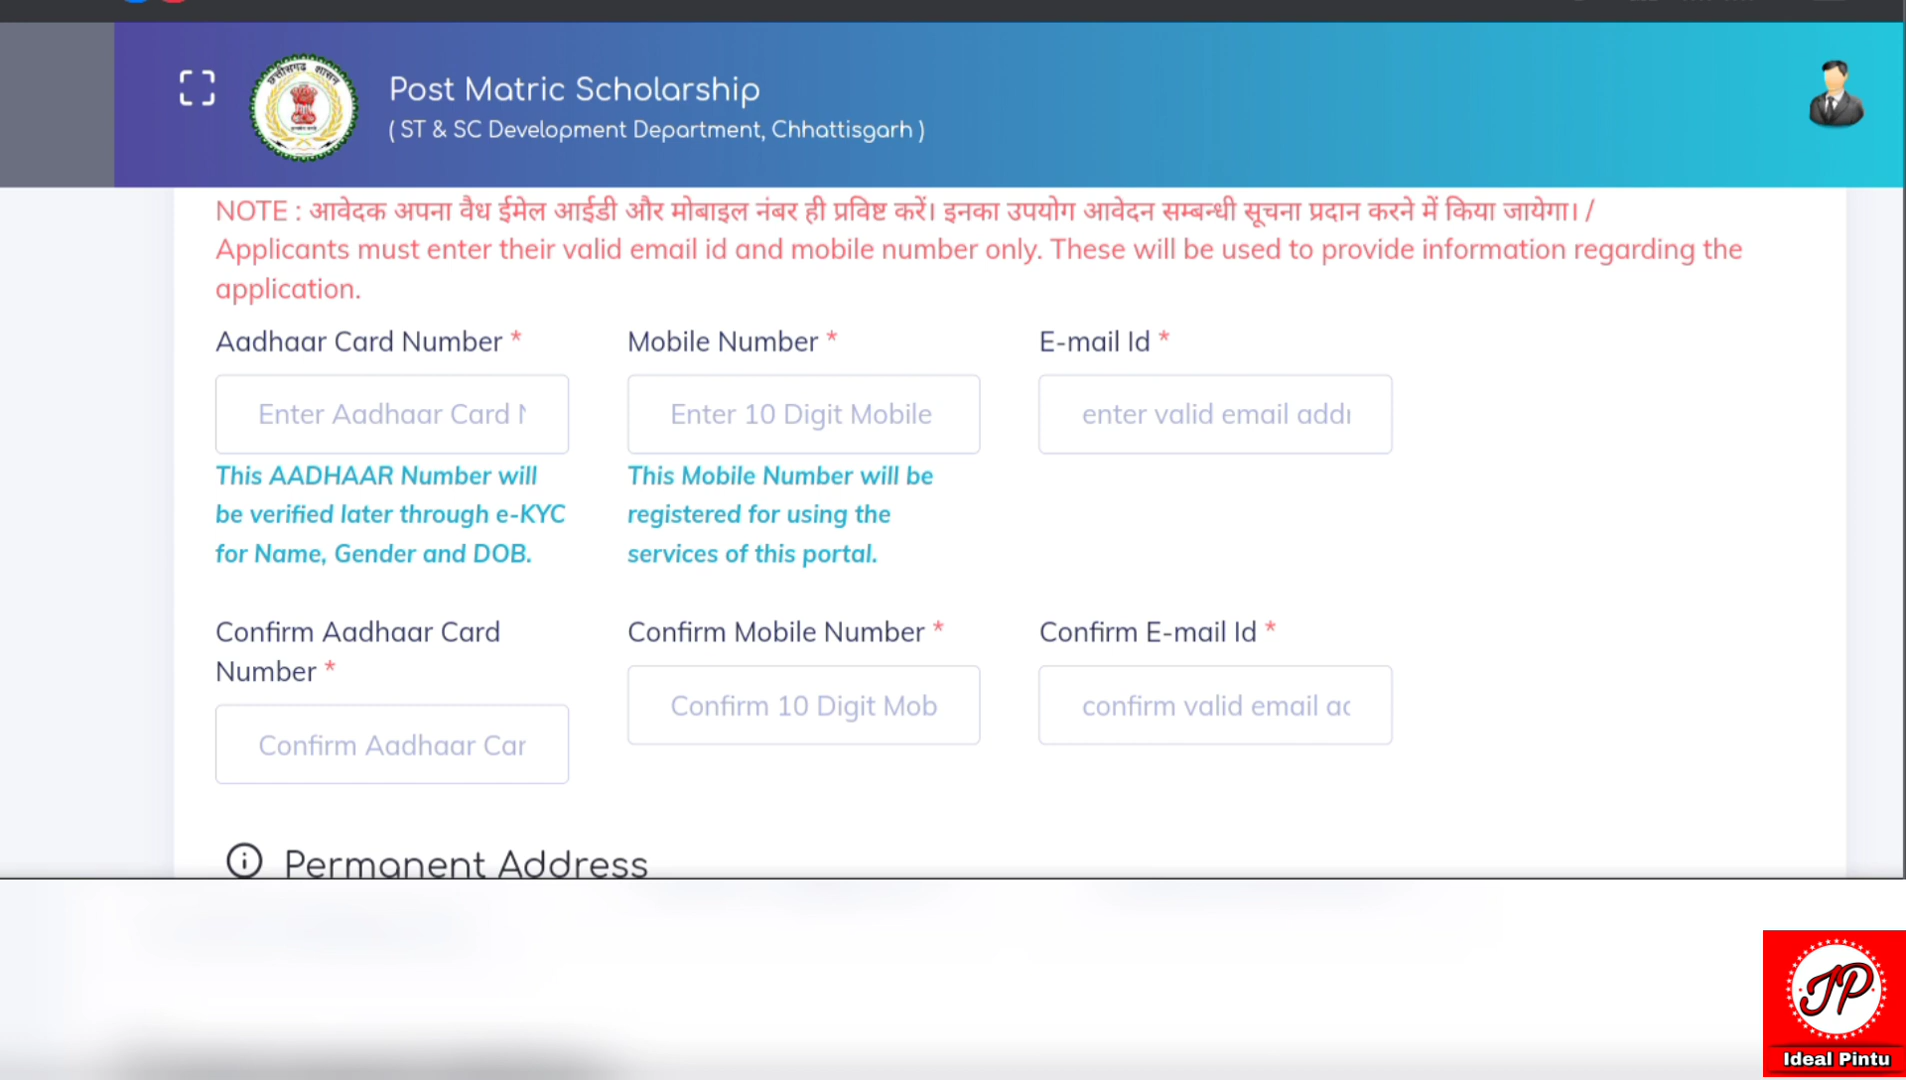 Post Matric Scholarship
( ST & SC Development Department, Chhattisgarh )
NOTE : आवेदक अपना वैध ईमेल आईडी और मोबाइल नंबर ही प्रविष्ट करें। इनका उपयोग आवेदन सम्बन्धी सूचना प्रदान करने में किया जायेगा। /
Applicants must enter their valid email id and mobile number only. These will be used to provide information regarding the
application.
Aadhaar Card Number *
Mobile Number *
E-mail Id *
Enter Aadhaar Card
Enter 10 Digit Mobile
enter valid email addr
This AADHAAR Number will
be verified later through e-KYC
for Name, Gender and DOB.
This Mobile Number will be
registered for using the
services of this portal.
Confirm Aadhaar Card
Number *
Confirm Mobile Number *
Confirm E-mail Id *
Confirm Aadhaar Car
Confirm 10 Digit Mob
confirm valid email
Permanent Address
JP
Ideal Pintu